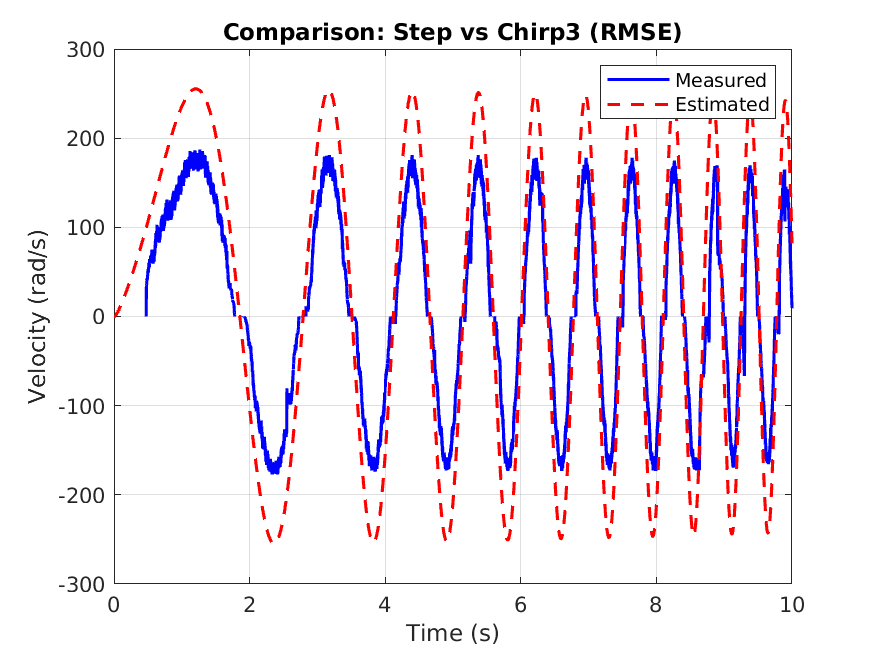 Comparison: Step vs Chirp3 (RMSE)
Measured
Estimated
Velocity (rad/s)
300
200
100
0
-100
-200
-300
0 2 4 6 8 10
Time (s)